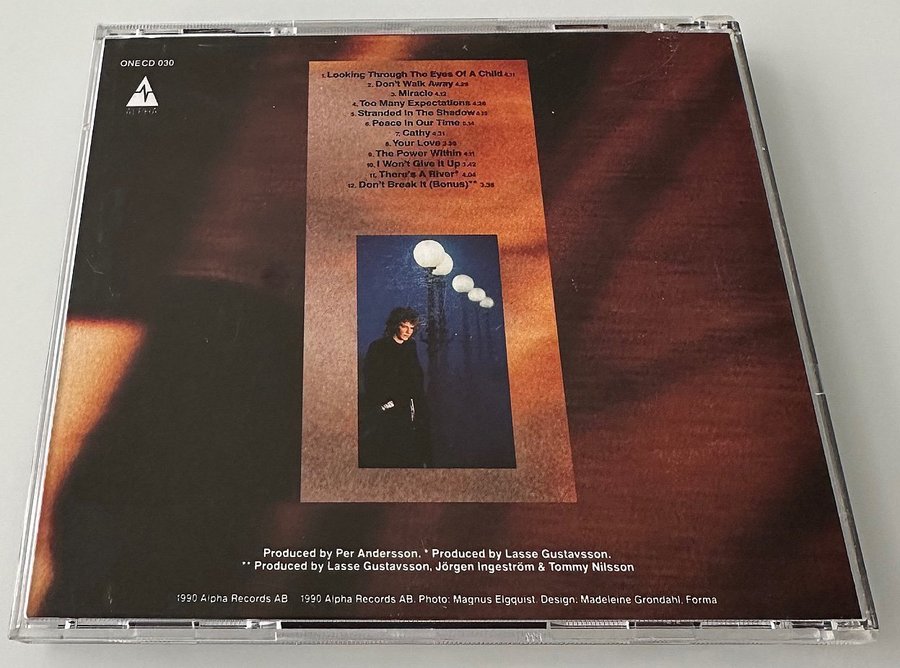 ONECD 030
ALPHA
1. Looking Through The Eyes Of A Child 4.11
2. Don't Walk Away 4.28
3. Miracle 4.12
4. Too Many Expectations 4.36
5. Stranded In The Shadow
6. Peace In Our Time 5.14
7. Cathy 4.31
8. Your Love 3.39
9. The Power Within 4.11
10. I Won't Give It Up 3.42
11. There's A River* 4.04
12. Don't Break It (Bonus)** 3.38
Produced by Per Andersson. * Produced by Lasse Gustavsson.
** Produced by Lasse Gustavsson, Jörgen Ingeström & Tommy Nilsson
1990 Alpha Records AB 1990 Alpha Records AB. Photo: Magnus Elgquist. Design: Madeleine Grondahl, Forma